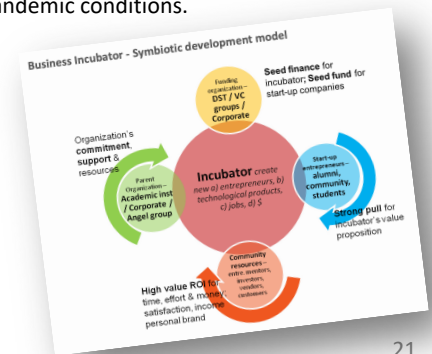 andemic conditions.
Business Incubator - Symbiotic development model
Funding
organization –
DST / VC
groups /
Corporate
Seed finance for
incubator; Seed fund for
start-up companies
Organization's
commitment,
support &
resources
Parent
Organization –
Academic inst
/ Corporate /
Angel group
Incubator create
new a) entrepreneurs, b)
technological products,
c) jobs, d) $
Start-up
entrepreneurs –
alumni,
community,
students
Strong pull for
incubator's value
proposition
Community
resources –
entre. mentors,
investors,
vendors,
customers
High value ROI for
time, effort & money;
satisfaction, income
personal brand
21